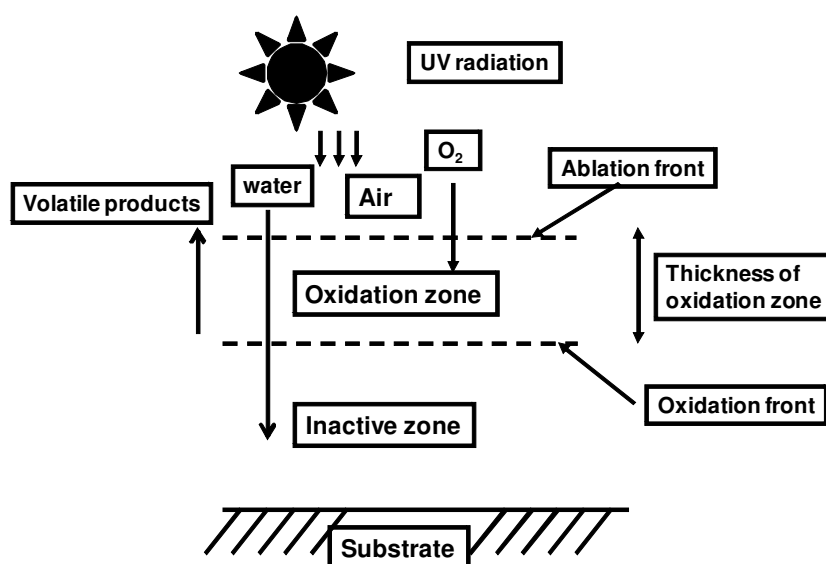 UV radiation
O₂
Ablation front
water
Air
Volatile products
Oxidation zone
Thickness of
oxidation zone
Oxidation front
Inactive zone
Substrate